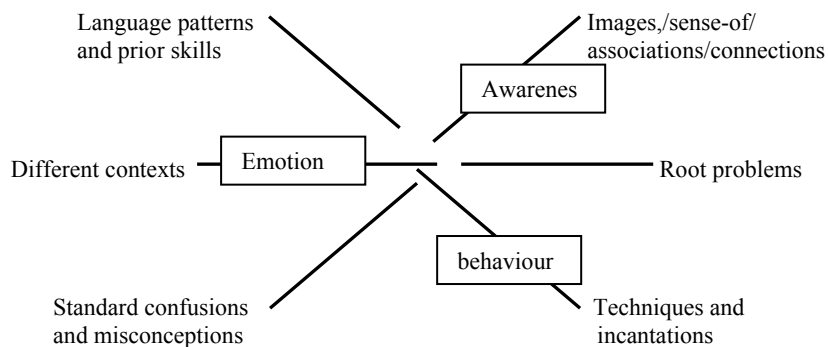 Language patterns
and prior skills
Images,/sense-of/
associations/connections
Awarenes
Different contexts
Emotion
Root problems
behaviour
Standard confusions
and misconceptions
Techniques and
incantations